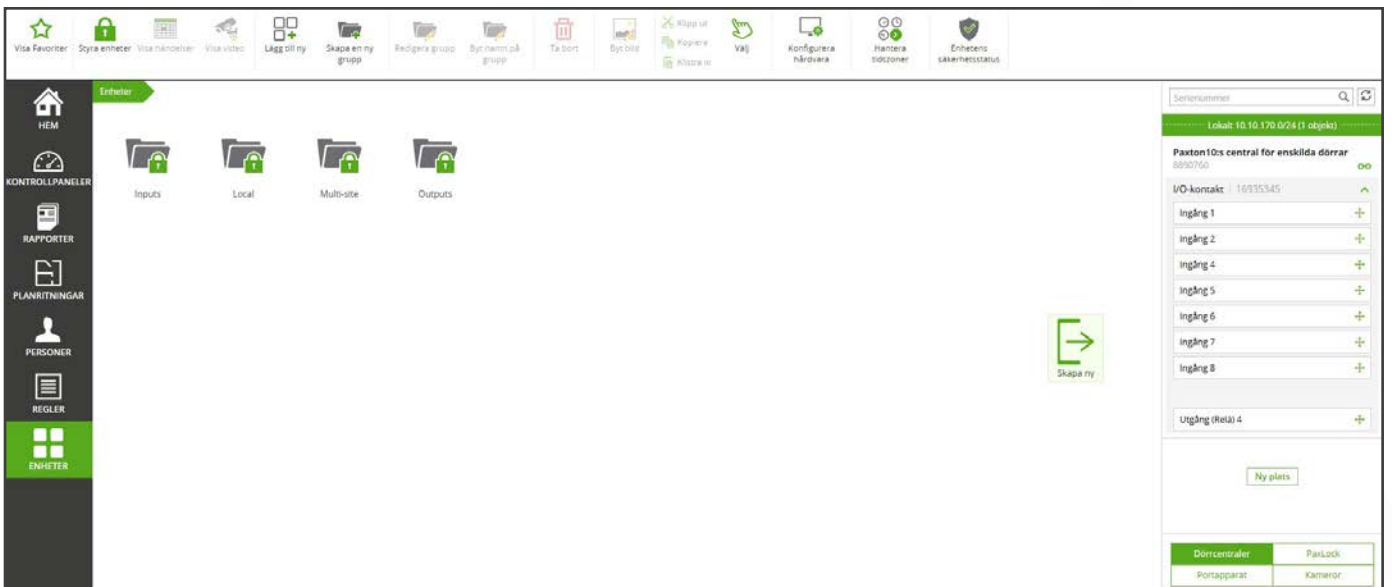 Visa Favoriter
Styra enheter
Visa händelser
Visa video
Lägg till ny
Skapa en ny
grupp
Redigera grupp
Byt namn på
grupp
Ta bort
Byt bild
Klipp ut
Kopiera
Klistra in
Välj
Konfigurera
hårdvara
Hantera
tidszoner
Enhetens
säkerhetsstatus
HEM
KONTROLLPANELER
RAPPORTER
PLANRITNINGAR
PERSONER
REGLER
ENHETER
Enheter
Inputs
Local
Multi-site
Outputs
Skapa ny
Serienummer
Lokalt 10.10.170.0/24 (1 objekt)
Paxton10:s central för enskilda dörrar
8890760
I/O-kontakt 16935345
Ingång 1
Ingång 2
Ingång 4
Ingång 5
Ingång 6
Ingång 7
Ingång 8
Utgång (Relä) 4
Ny plats
Dörrcentraler
PaxLock
Portapparat
Kameror